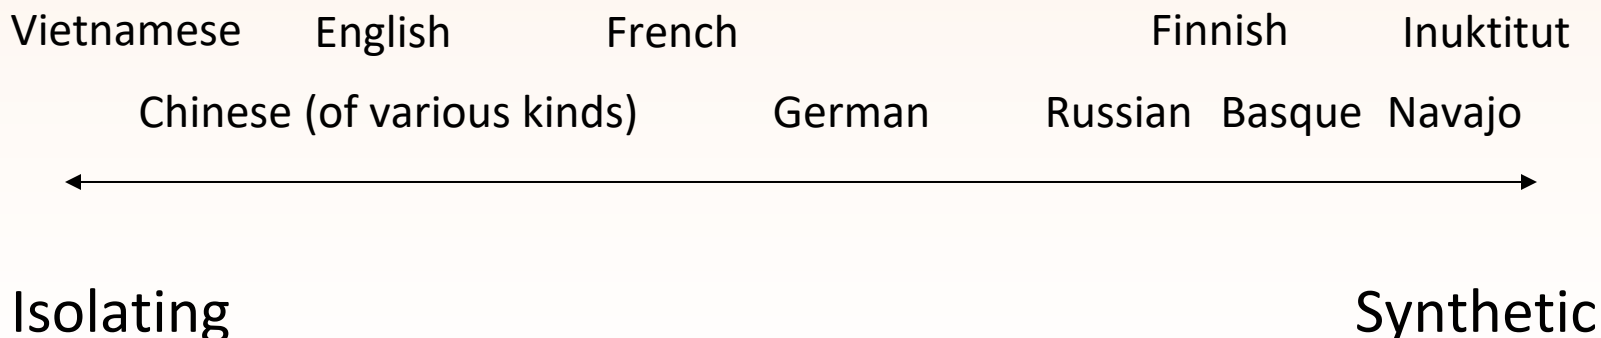 Vietnamese English French Finnish Inuktitut
Chinese (of various kinds) German Russian Basque Navajo
Isolating Synthetic